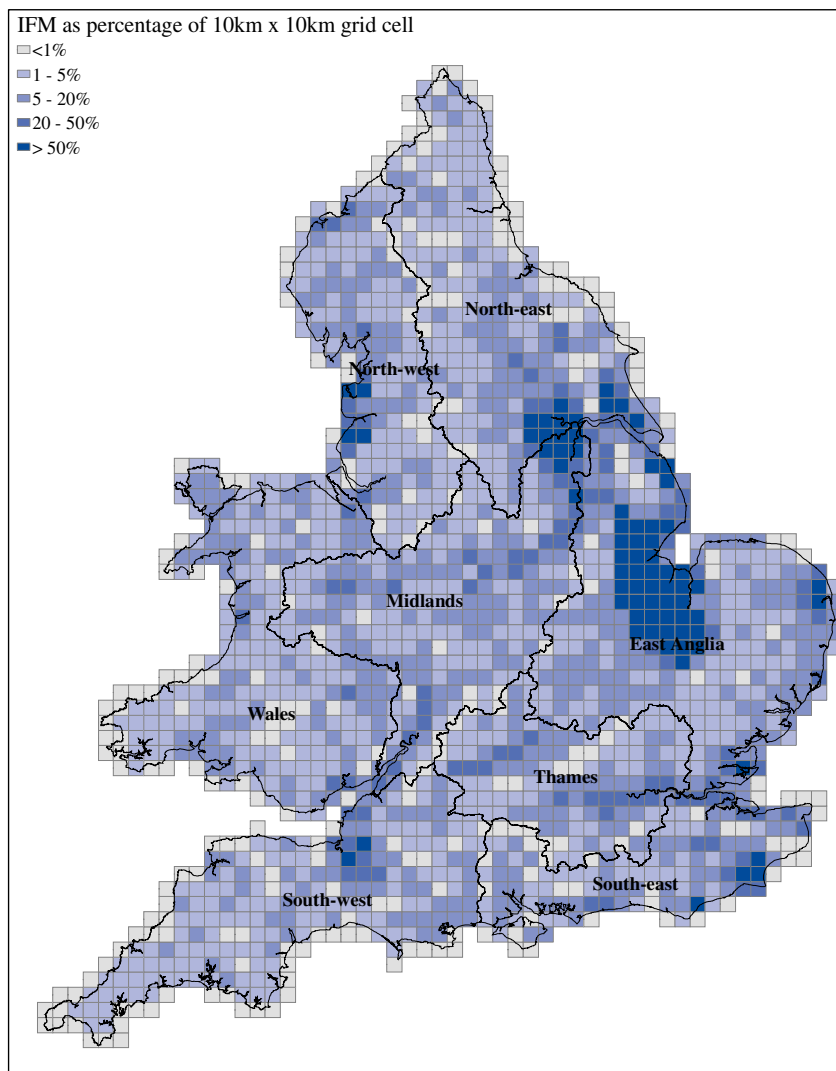 IFM as percentage of 10km x 10km grid cell
<1%
1 - 5%
5 - 20%
20 - 50%
> 50%
North-east
North-west
Midlands
East Anglia
Wales
Thames
South-east
South-west